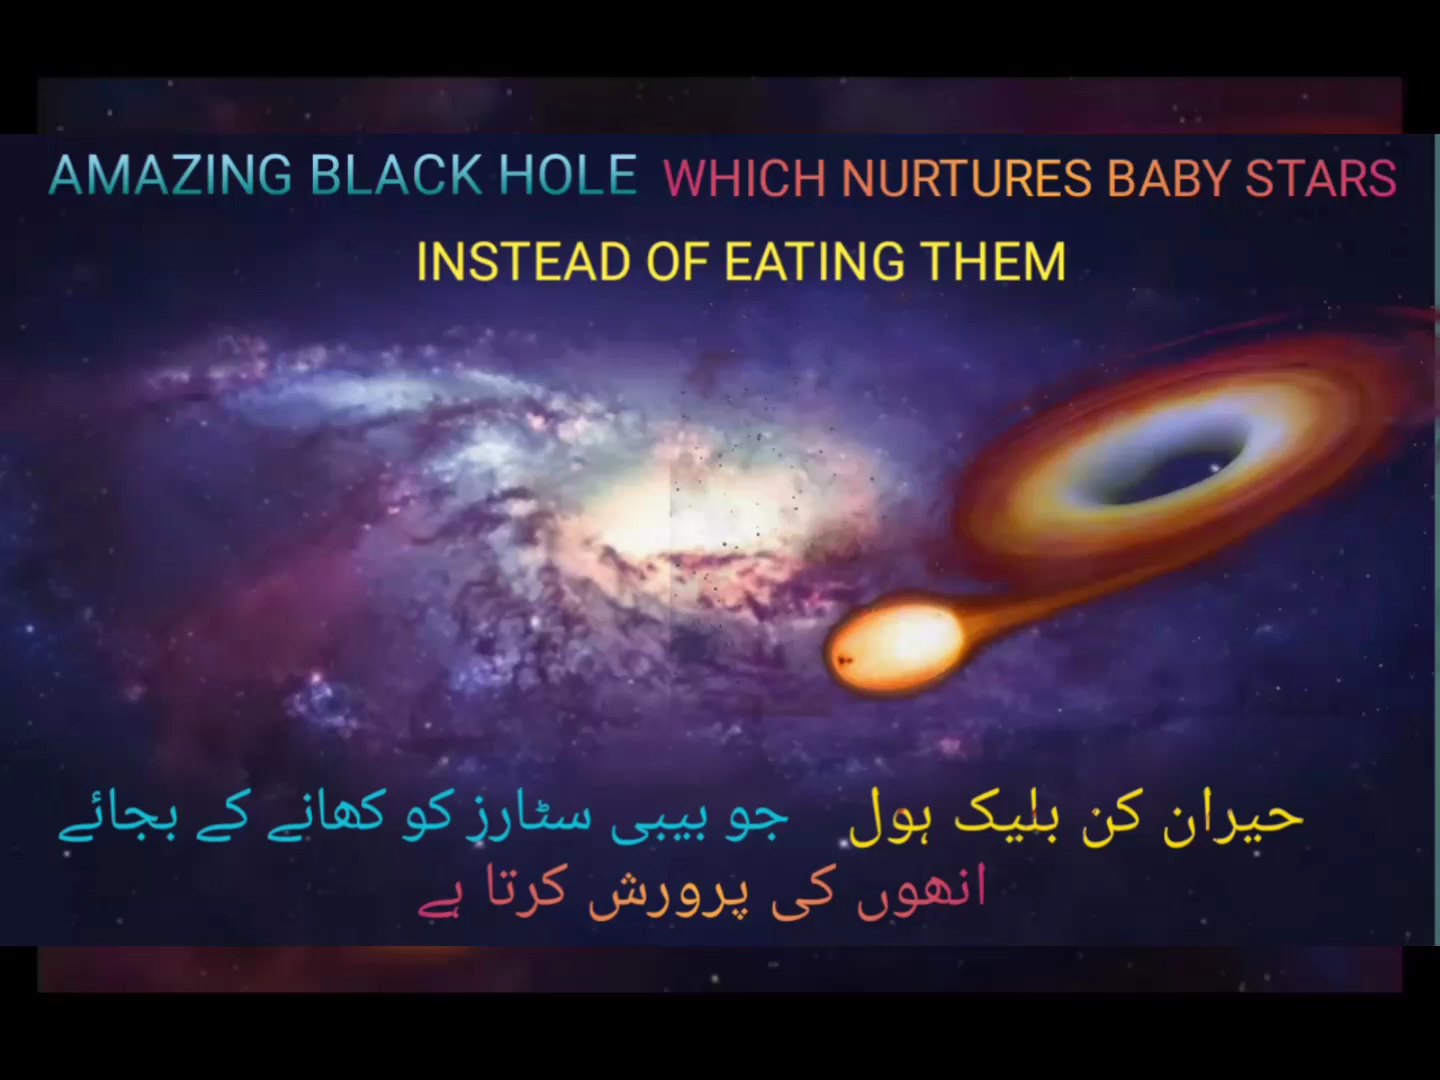 AMAZING BLACK HOLE WHICH NURTURES BABY STARS
INSTEAD OF EATING THEM
حیران کن بلیک ہول جو بیبی سٹارز کو کھانے کے بجائے
انھوں کی پرورش کرتا ہے